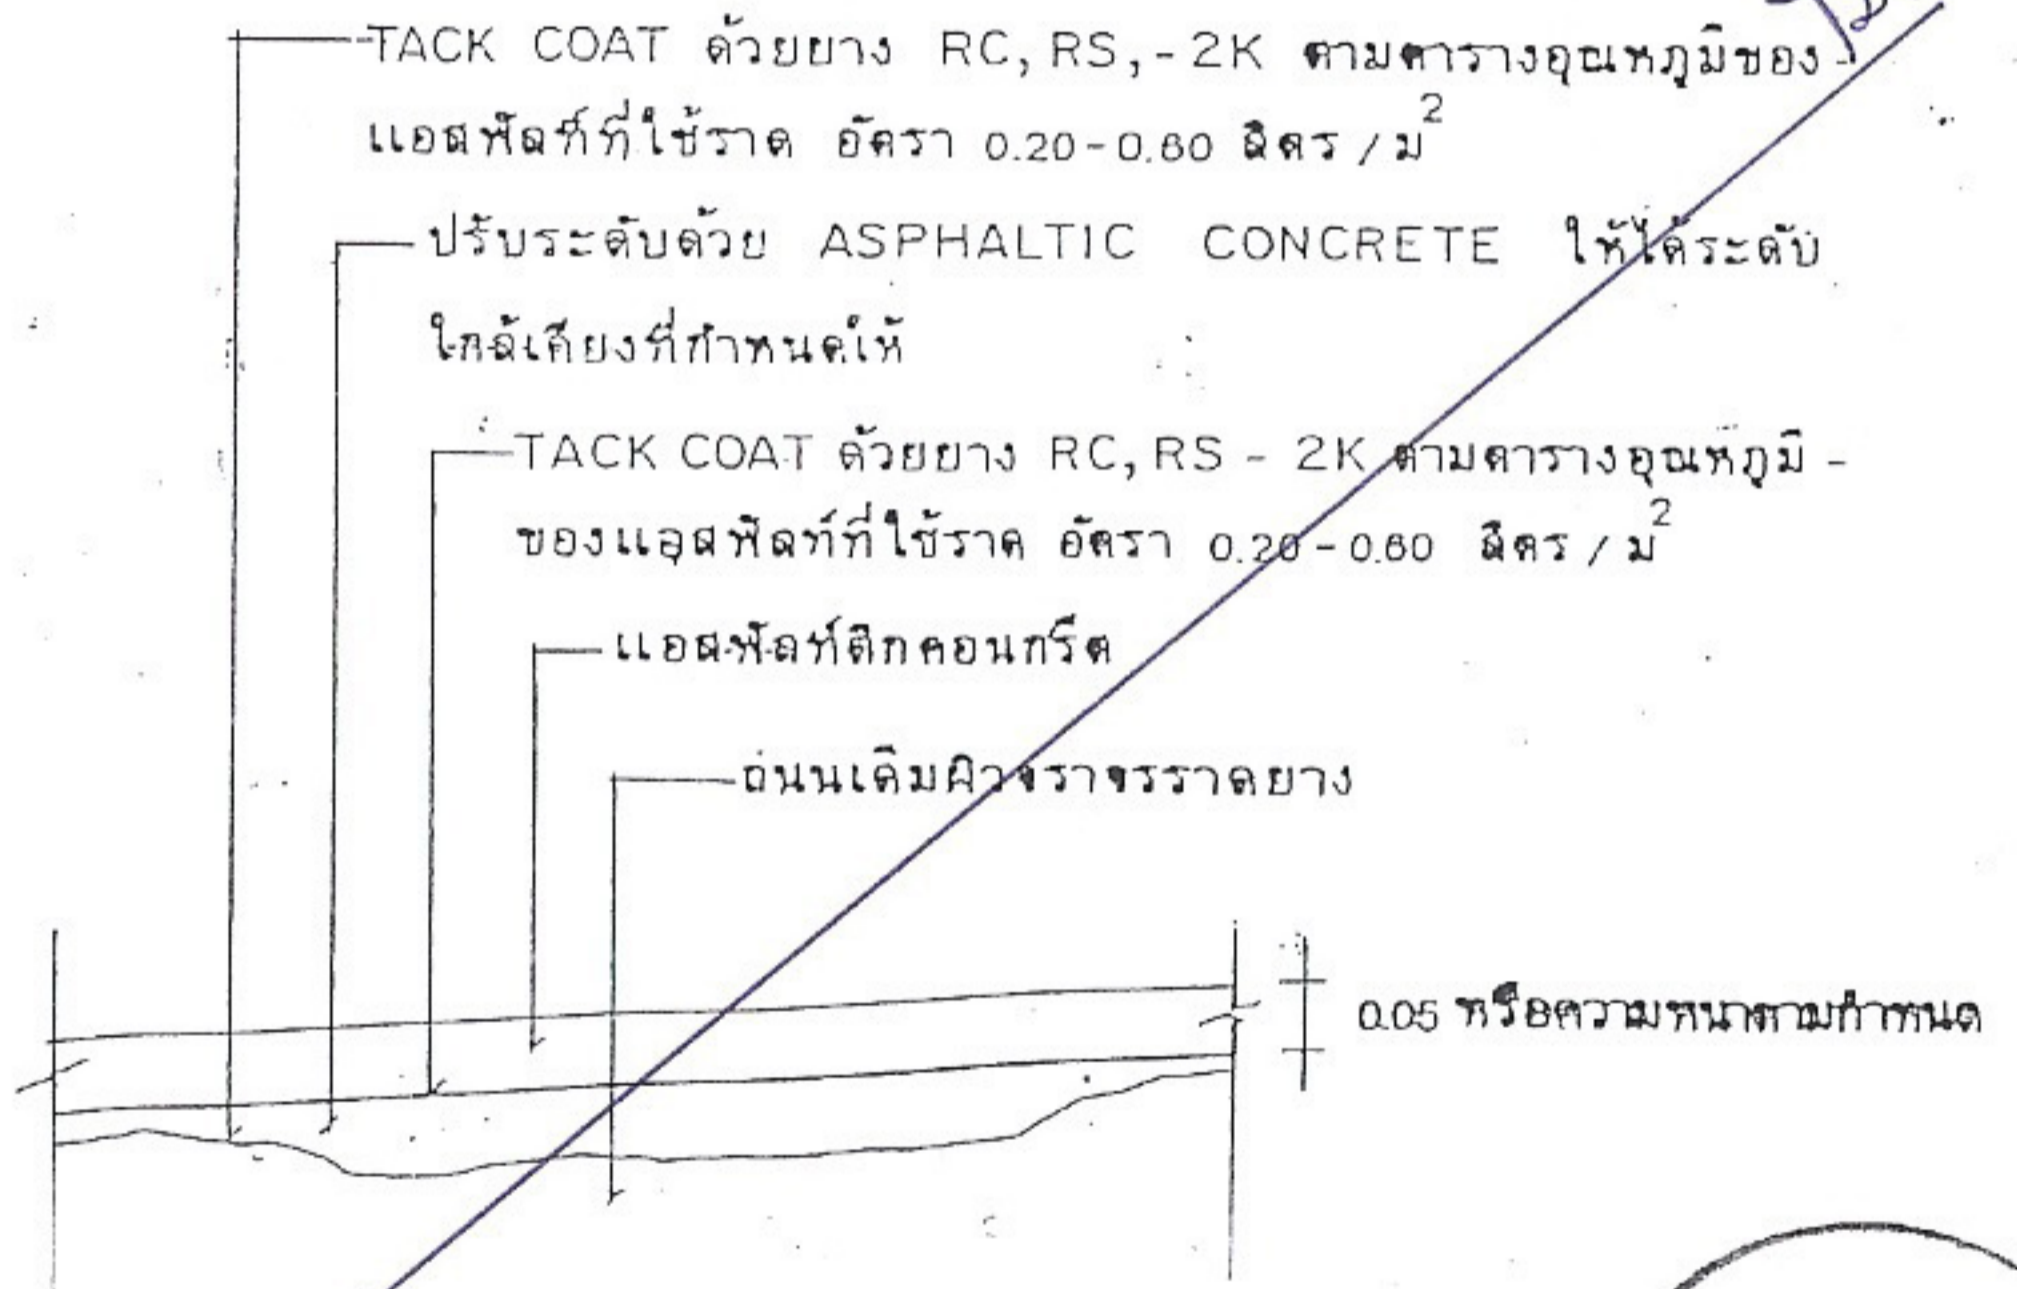 TACK COAT ด้วยยาง RC, RS, - 2K ตามตารางอุณหภูมิของ -
แอสฟัลท์ที่ใช้ราด อัตรา 0.20-0.60 ลิตร / ม²
ปรับระดับด้วย ASPHALTIC CONCRETE ให้ได้ระดับ
ใกล้เคียงที่กำหนดให้
TACK COAT ด้วยยาง RC, RS - 2K ตามตารางอุณหภูมิ -
ของแอสฟัลท์ที่ใช้ราด อัตรา 0.20-0.60 ลิตร / ม²
แอสฟัลท์ติกคอนกรีต
ถนนเดิมผิวจราจรราดยาง
0.05 หรือความหนาตามกำหนด